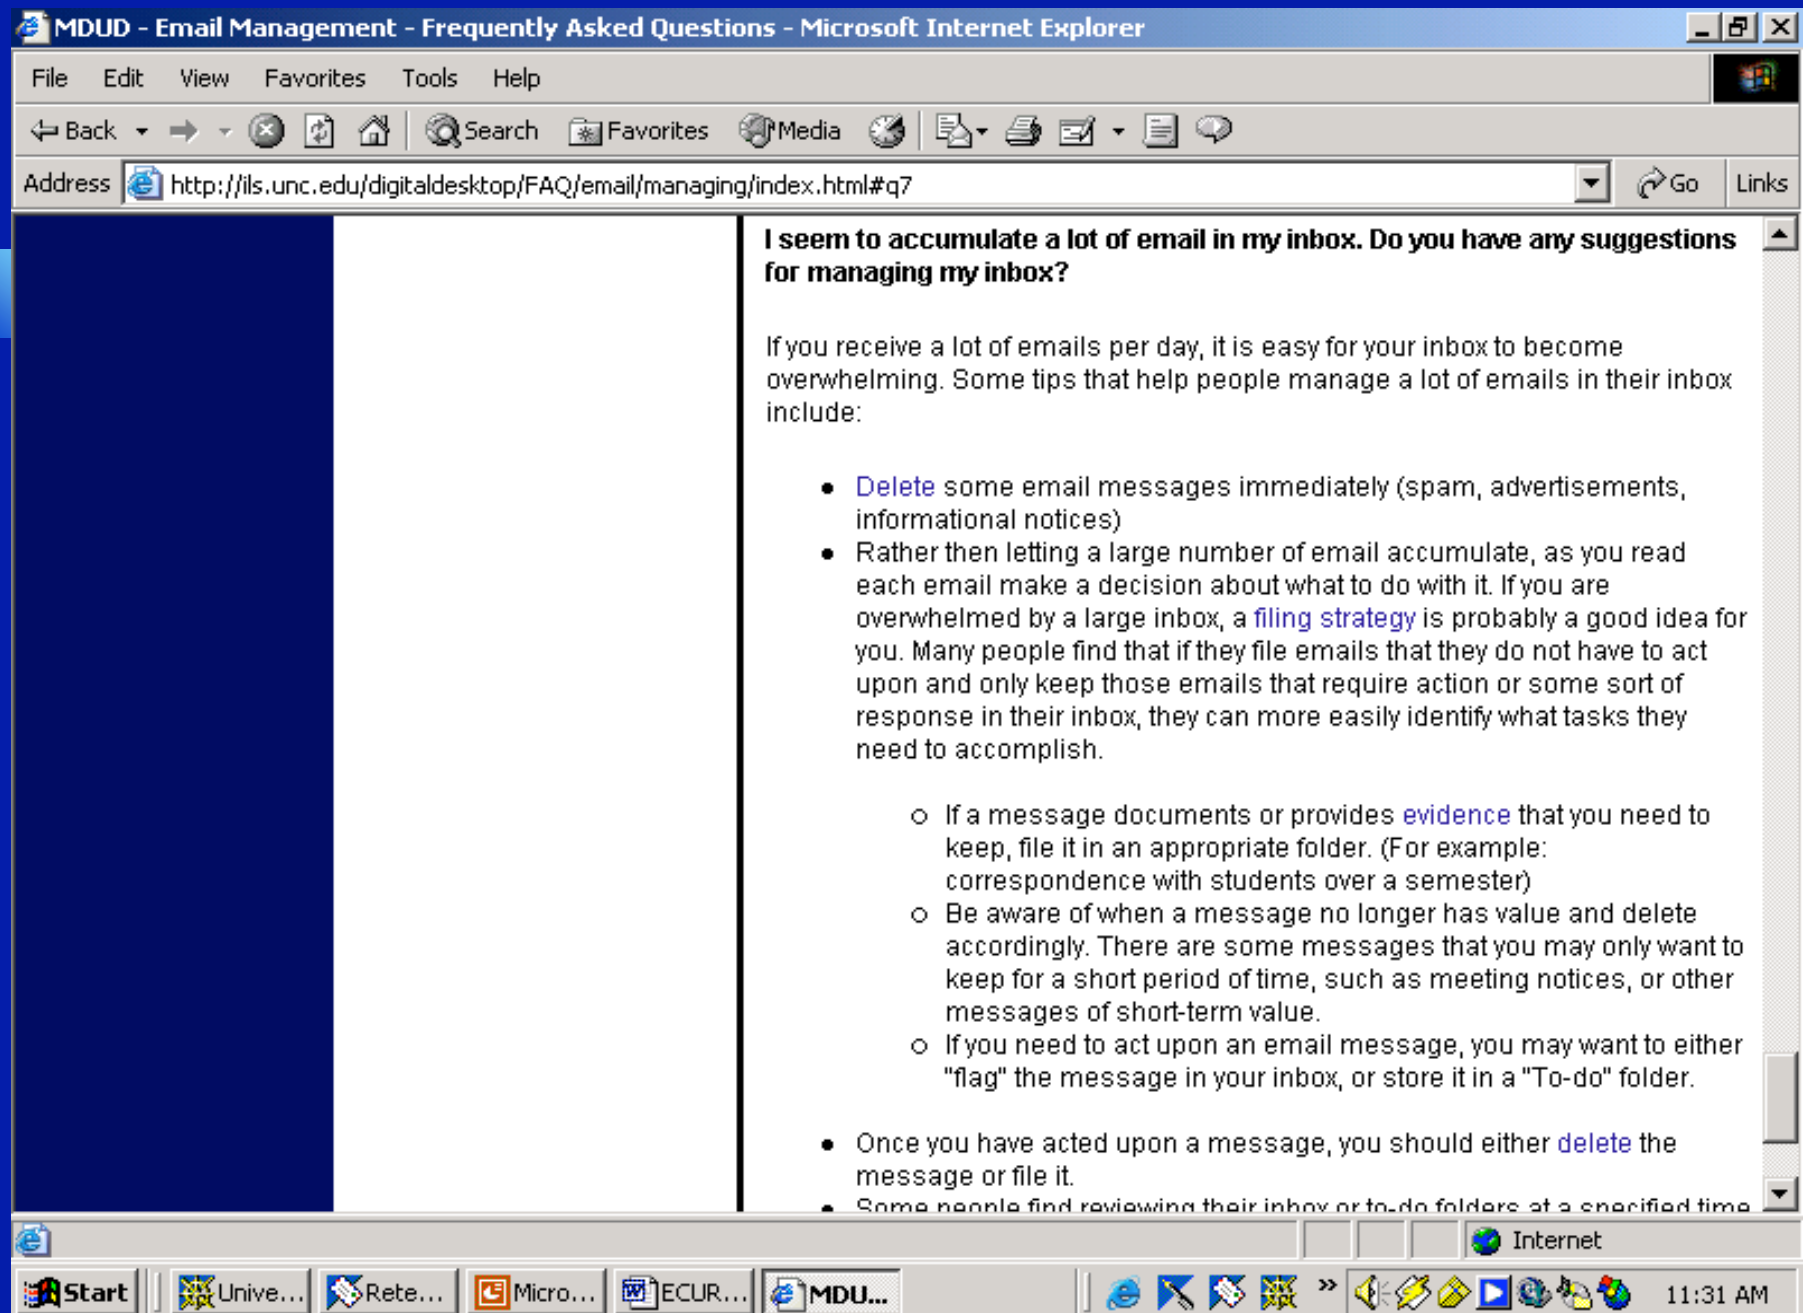 MDUD - Email Management - Frequently Asked Questions - Microsoft Internet Explorer
File Edit View Favorites Tools Help
Back Search Favorites Media
Address http://ils.unc.edu/digitaldesktop/FAQ/email/managing/index.html#q7 Go Links
I seem to accumulate a lot of email in my inbox. Do you have any suggestions
for managing my inbox?
If you receive a lot of emails per day, it is easy for your inbox to become
overwhelming. Some tips that help people manage a lot of emails in their inbox
include:
• Delete some email messages immediately (spam, advertisements,
informational notices)
• Rather then letting a large number of email accumulate, as you read
each email make a decision about what to do with it. If you are
overwhelmed by a large inbox, a filing strategy is probably a good idea for
you. Many people find that if they file emails that they do not have to act
upon and only keep those emails that require action or some sort of
response in their inbox, they can more easily identify what tasks they
need to accomplish.
o If a message documents or provides evidence that you need to
keep, file it in an appropriate folder. (For example:
correspondence with students over a semester)
o Be aware of when a message no longer has value and delete
accordingly. There are some messages that you may only want to
keep for a short period of time, such as meeting notices, or other
messages of short-term value.
o If you need to act upon an email message, you may want to either
"flag" the message in your inbox, or store it in a "To-do" folder.
• Once you have acted upon a message, you should either delete the
message or file it.
• Some people find reviewing their inbox or to-do folders at a specified time
Internet
Start Unive... Rete... Micro... ECUR... MDU... » 11:31 AM